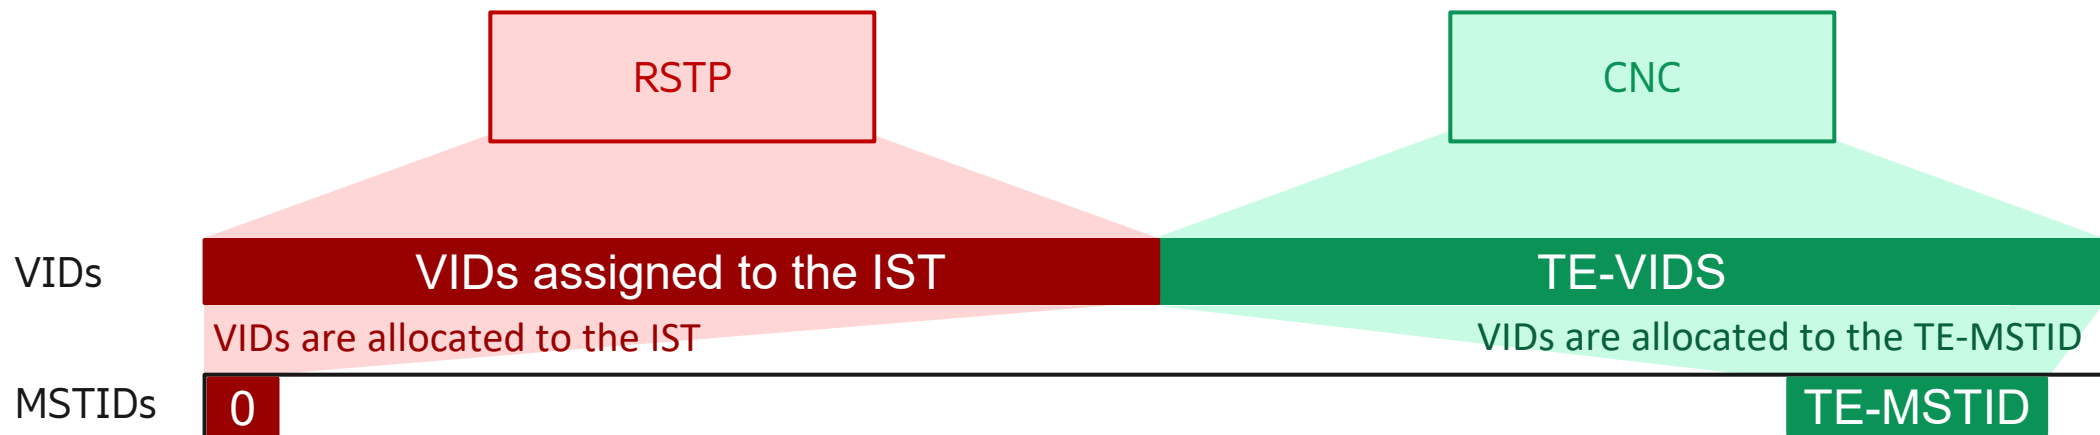 RSTP
CNC
VIDs
VIDs assigned to the IST
TE-VIDS
VIDs are allocated to the IST
VIDs are allocated to the TE-MSTID
MSTIDs
0
TE-MSTID